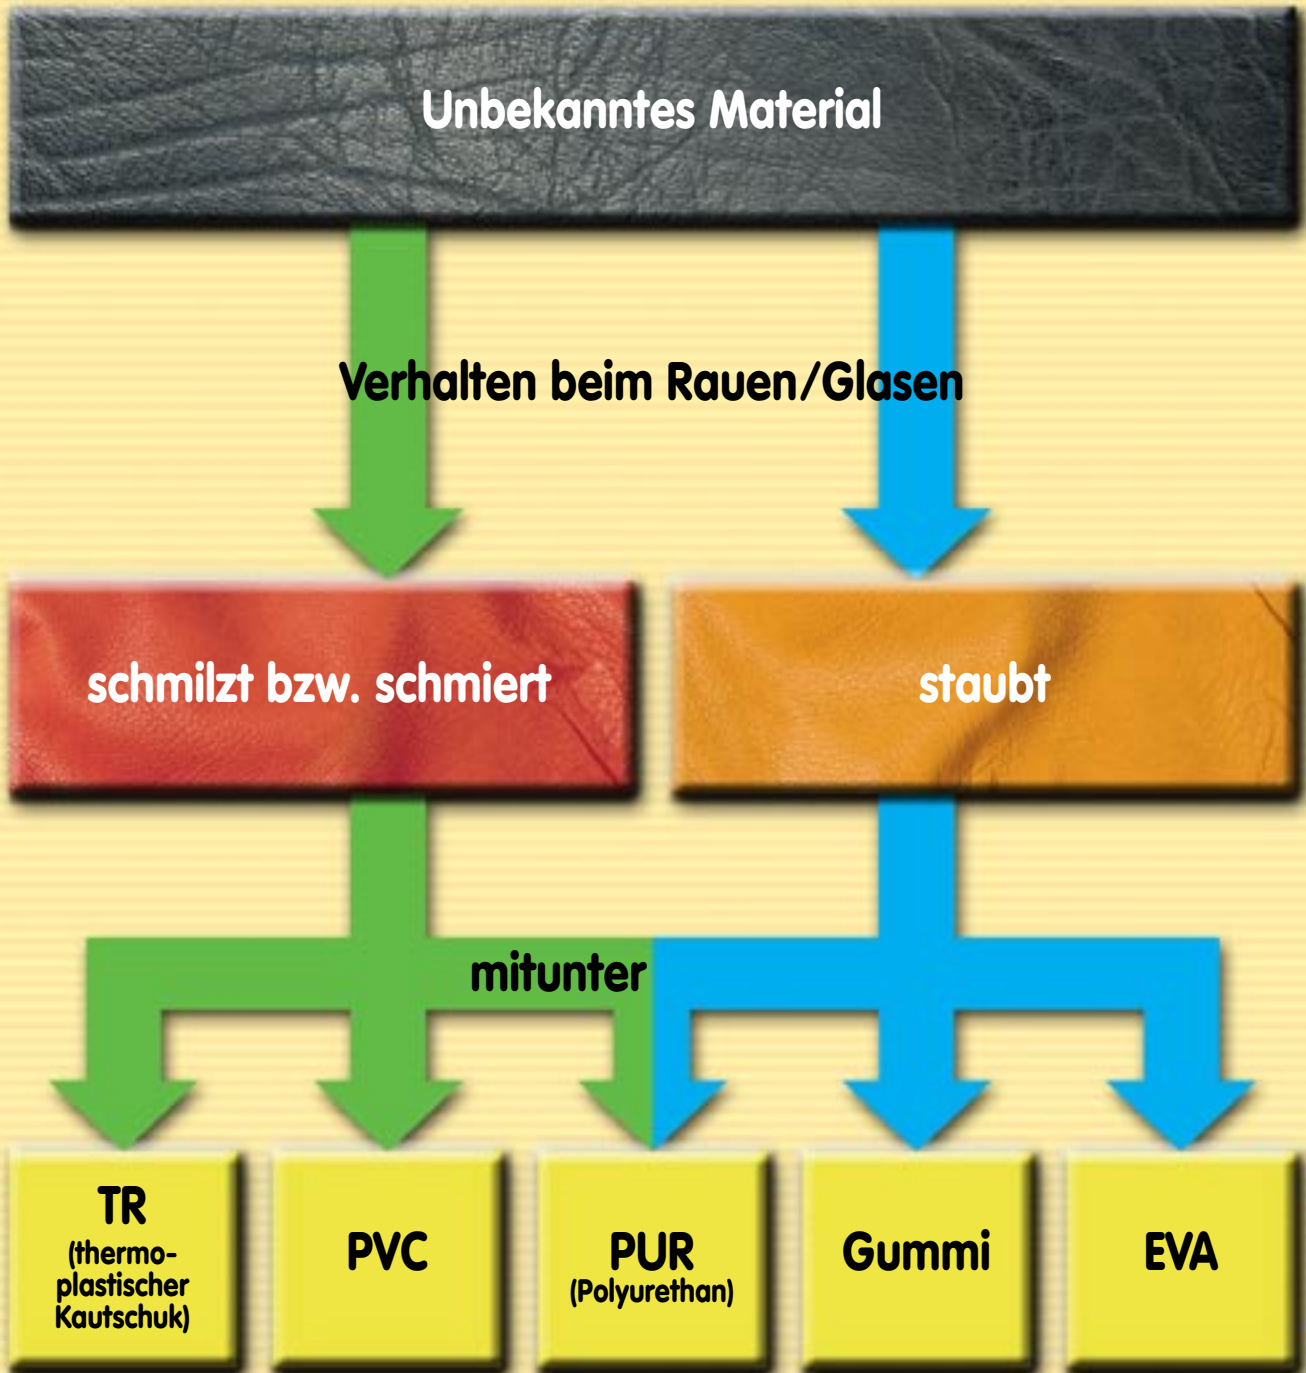 Unbekanntes Material
Verhalten beim Rauen/Glasen
schmilzt bzw. schmiert
staubt
mitunter
TR
(thermo-
plastischer
Kautschuk)
PVC
PUR
(Polyurethan)
Gummi
EVA